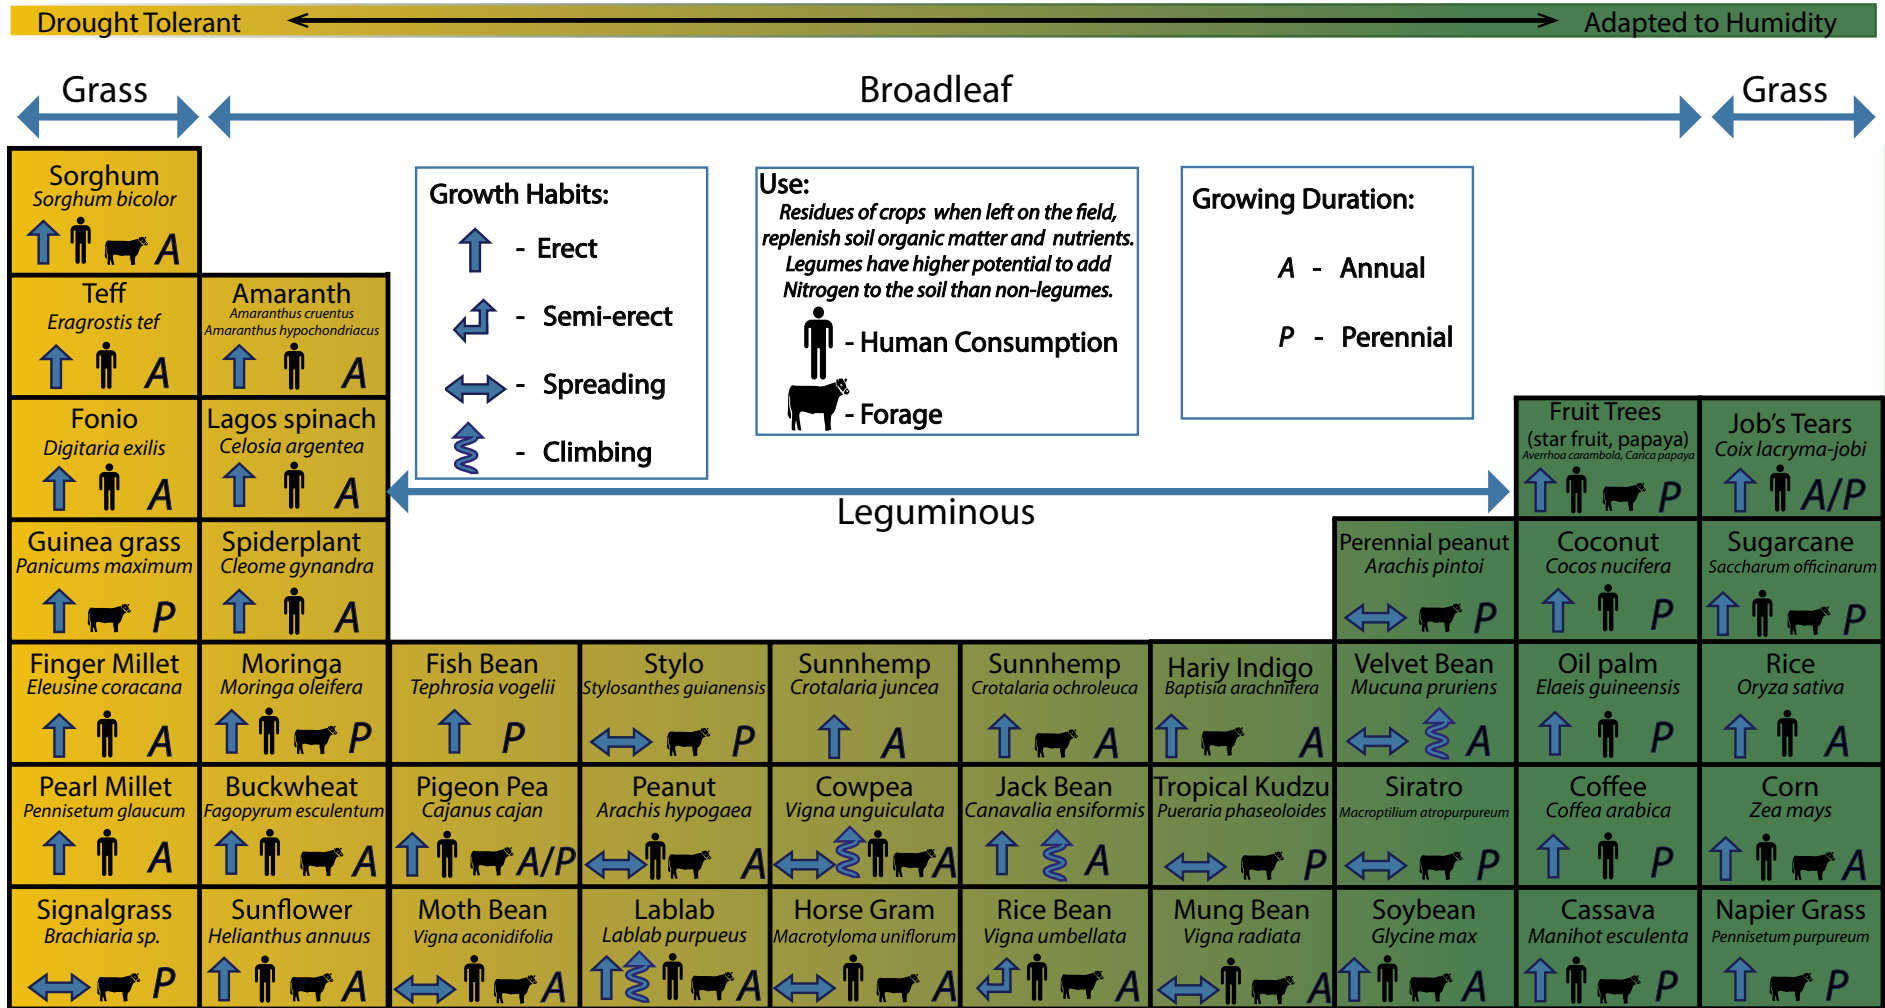 Drought Tolerant
Adapted to Humidity
Grass
Broadleaf
Grass
Growth Habits:
- Erect
- Semi-erect
- Spreading
- Climbing
Use:
Residues of crops when left on the field,
replenish soil organic matter and nutrients.
Legumes have higher potential to add
Nitrogen to the soil than non-legumes.
- Human Consumption
- Forage
Growing Duration:
A - Annual
P - Perennial
Leguminous
Sorghum
Sorghum bicolor
A
Teff
Eragrostis tef
A
Amaranth
Amaranthus cruentus
Amaranthus hypochondriacus
A
Fonio
Digitaria exilis
A
Lagos spinach
Celosia argentea
A
Fruit Trees
(star fruit, papaya)
Averrhoa carambola, Carica papaya
P
Job's Tears
Coix lacryma-jobi
A/P
Guinea grass
Panicums maximum
P
Spiderplant
Cleome gynandra
A
Perennial peanut
Arachis pintoi
P
Coconut
Cocos nucifera
P
Sugarcane
Saccharum officinarum
P
Finger Millet
Eleusine coracana
A
Moringa
Moringa oleifera
P
Fish Bean
Tephrosia vogelii
P
Stylo
Stylosanthes guianensis
P
Sunnhemp
Crotalaria juncea
A
Sunnhemp
Crotalaria ochroleuca
A
Hariy Indigo
Baptisia arachnifera
A
Velvet Bean
Mucuna pruriens
A
Oil palm
Elaeis guineensis
P
Rice
Oryza sativa
A
Pearl Millet
Pennisetum glaucum
A
Buckwheat
Fagopyrum esculentum
A
Pigeon Pea
Cajanus cajan
A/P
Peanut
Arachis hypogaea
A
Cowpea
Vigna unguiculata
A
Jack Bean
Canavalia ensiformis
A
Tropical Kudzu
Pueraria phaseoloides
P
Siratro
Macroptilium atropurpureum
P
Coffee
Coffea arabica
P
Corn
Zea mays
A
Signalgrass
Brachiaria sp.
P
Sunflower
Helianthus annuus
A
Moth Bean
Vigna aconidifolia
A
Lablab
Lablab purpueus
A
Horse Gram
Macrotyloma uniflorum
A
Rice Bean
Vigna umbellata
A
Mung Bean
Vigna radiata
A
Soybean
Glycine max
A
Cassava
Manihot esculenta
P
Napier Grass
Pennisetum purpureum
P